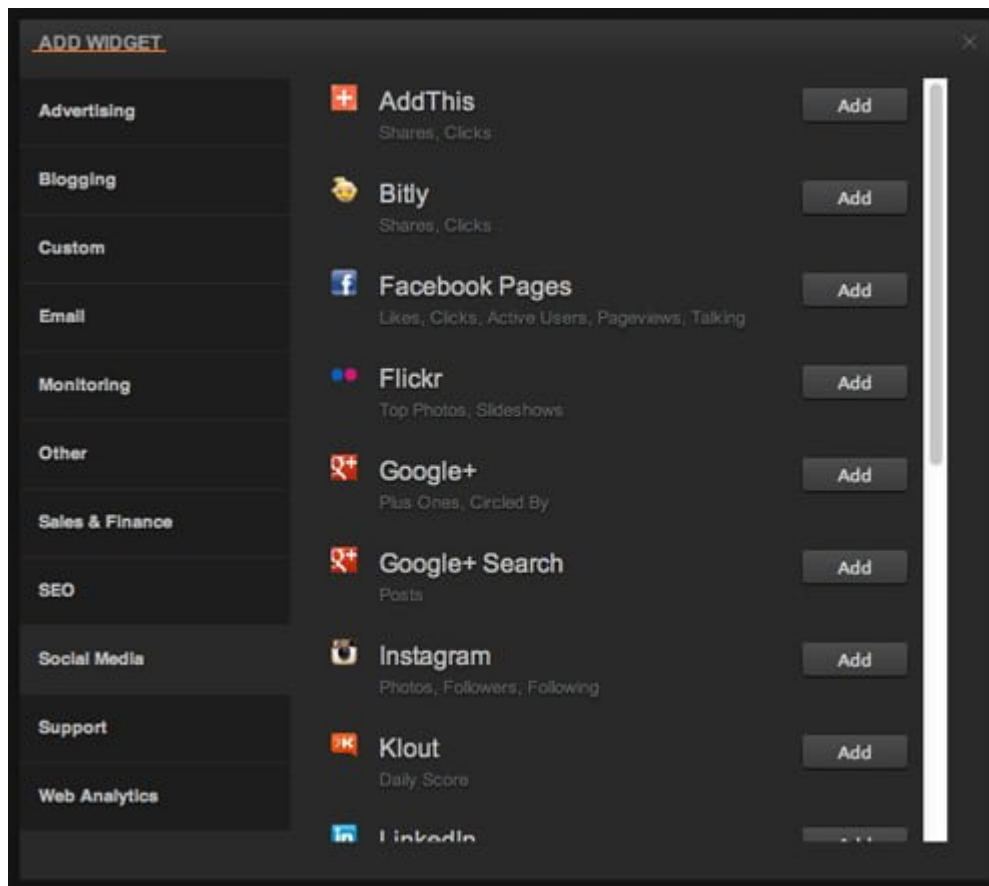 ADD WIDGET
Advertising
Blogging
Custom
Email
Monitoring
Other
Sales & Finance
SEO
Social Media
Support
Web Analytics
AddThis
Shares, Clicks
Add
Bitly
Shares, Clicks
Add
Facebook Pages
Likes, Clicks, Active Users, Pageviews, Talking
Add
Flickr
Top Photos, Slideshows
Add
Google+
Plus Ones, Circled By
Add
Google+ Search
Posts
Add
Instagram
Photos, Followers, Following
Add
Klout
Daily Score
Add
LinkedIn
Add